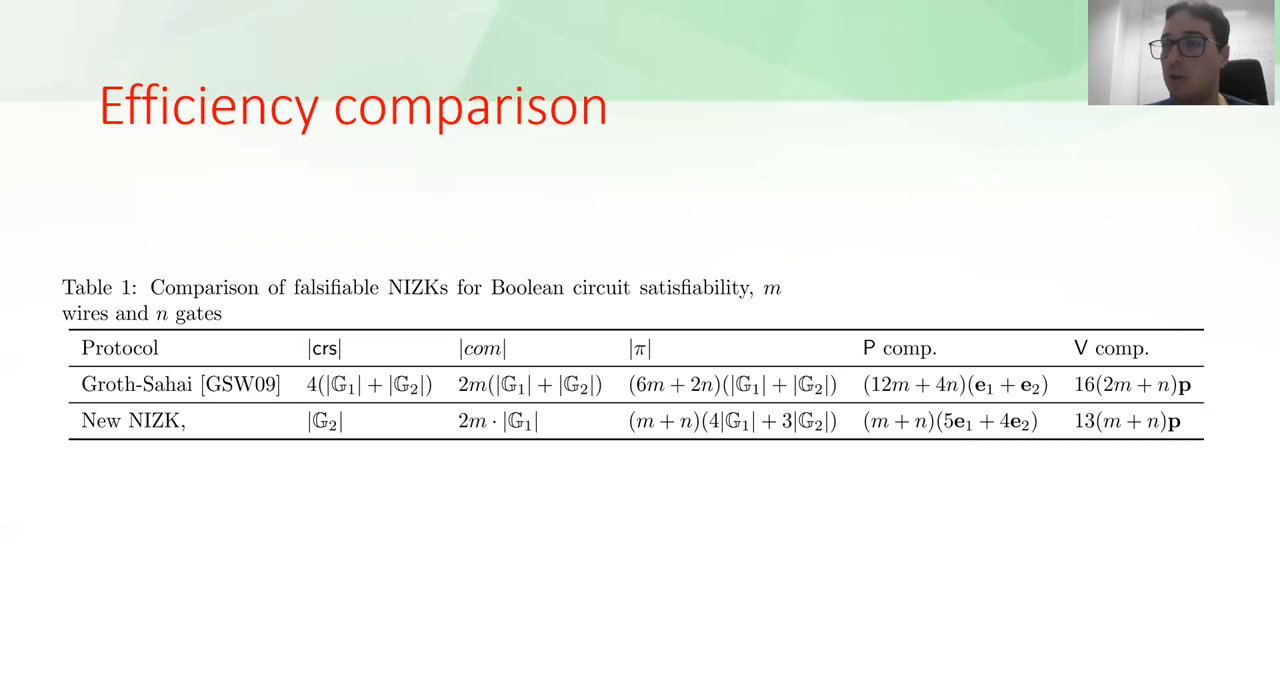 Efficiency comparison
Table 1: Comparison of falsifiable NIZKs for Boolean circuit satisfiability, m
wires and n gates
Protocol |crs| |com| |π| P comp. V comp.
Groth-Sahai [GSW09] 4(|𝔾₁| + |𝔾₂|) 2m(|𝔾₁| + |𝔾₂|) (6m + 2n)(|𝔾₁| + |𝔾₂|) (12m + 4n)(e₁ + e₂) 16(2m + n)p
New NIZK, |𝔾₂| 2m · |𝔾₁| (m + n)(4|𝔾₁| + 3|𝔾₂|) (m + n)(5e₁ + 4e₂) 13(m + n)p